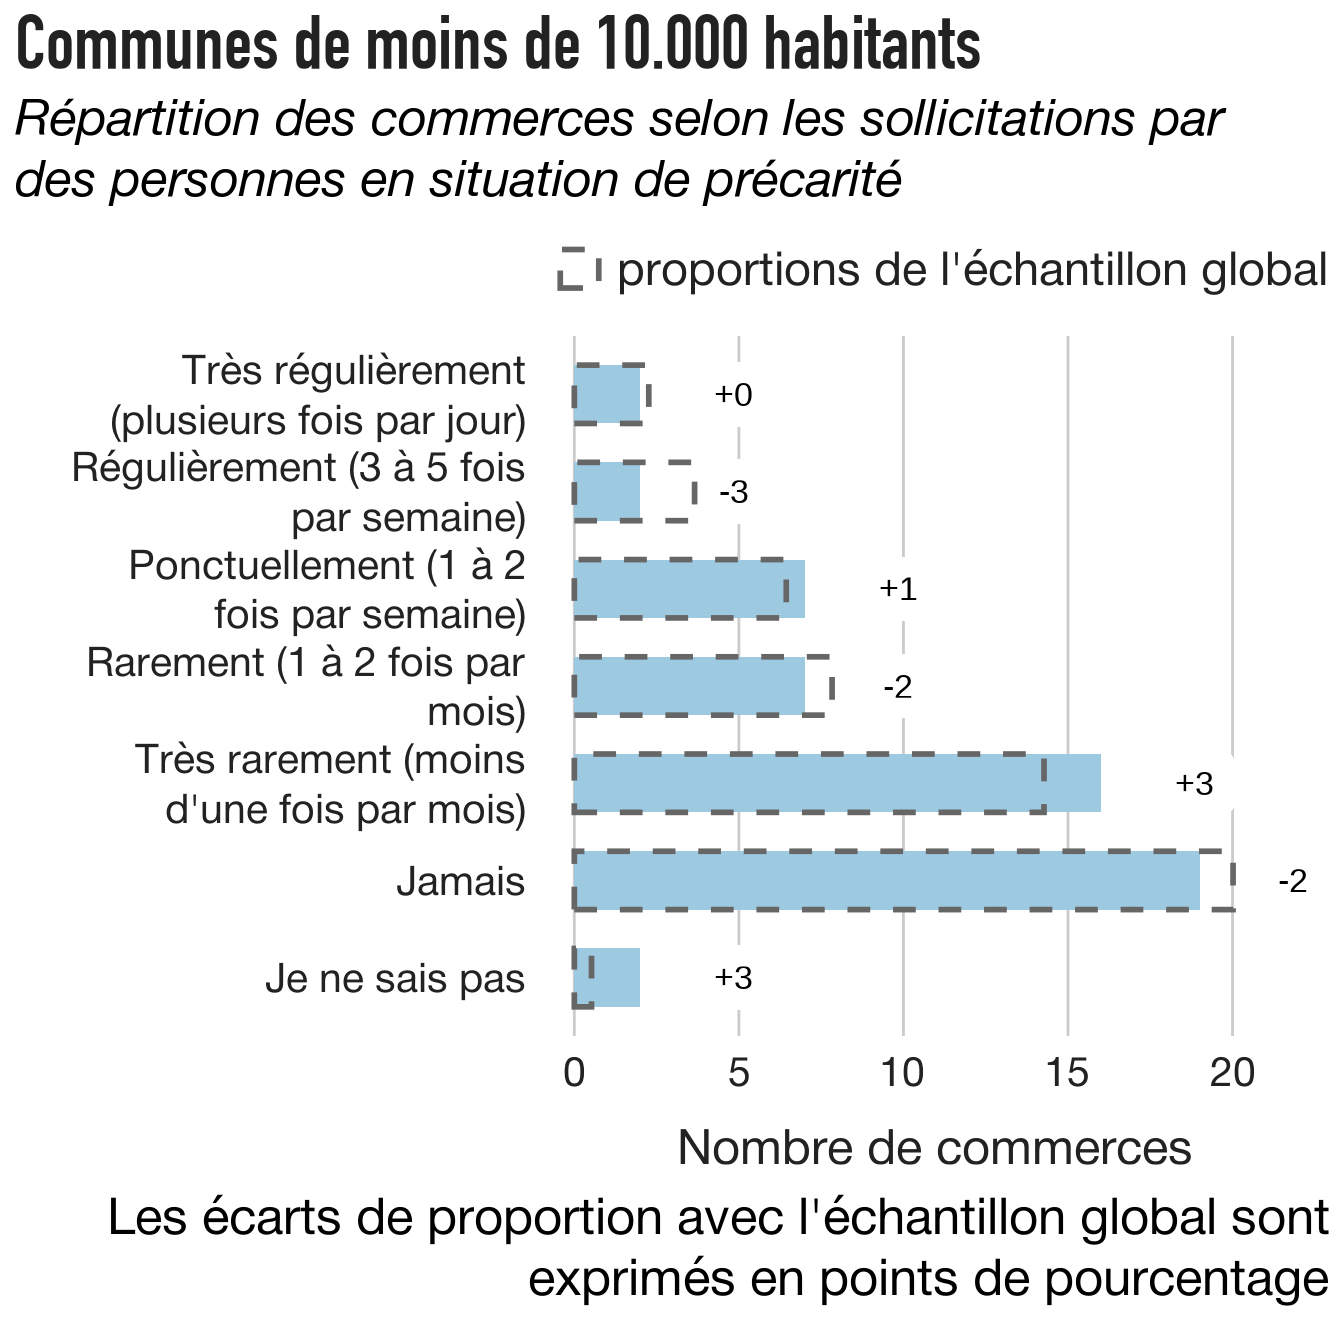 Communes de moins de 10.000 habitants
Répartition des commerces selon les sollicitations par
des personnes en situation de précarité
proportions de l'échantillon global
Très régulièrement
(plusieurs fois par jour)
+0
Régulièrement (3 à 5 fois
par semaine)
-3
Ponctuellement (1 à 2
fois par semaine)
+1
Rarement (1 à 2 fois par
mois)
-2
Très rarement (moins
d'une fois par mois)
+3
Jamais
-2
Je ne sais pas
+3
0 5 10 15 20
Nombre de commerces
Les écarts de proportion avec l'échantillon global sont
exprimés en points de pourcentage